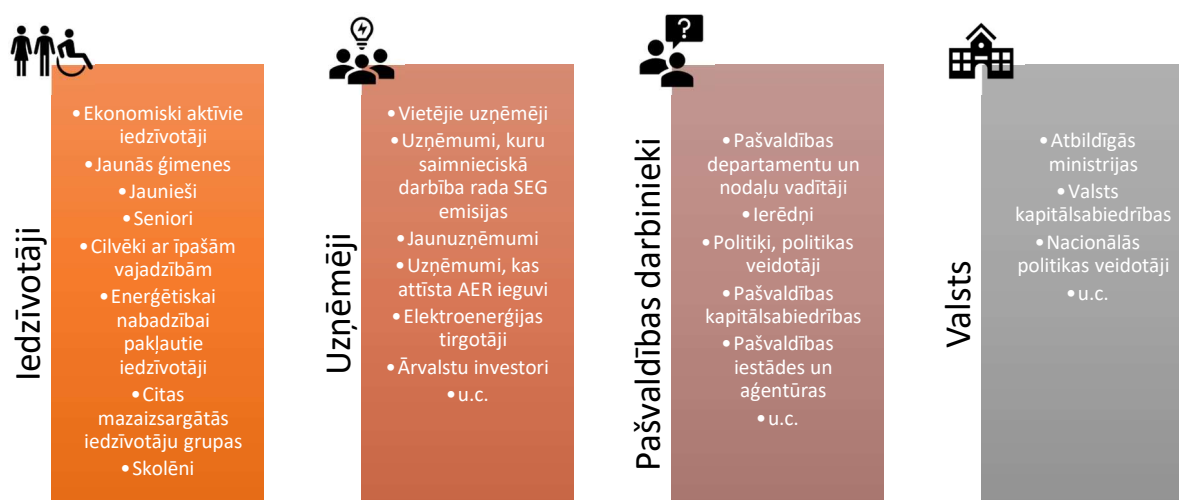 Iedzīvotāji
•Ekonomiski aktīvie
iedzīvotāji
•Jaunās ģimenes
•Jaunieši
•Seniori
•Cilvēki ar īpašām
vajadzībām
•Enerģētiskai
nabadzībai
pakļautie
iedzīvotāji
•Citas
mazaizsargātās
iedzīvotāju grupas
•Skolēni
Uzņēmēji
•Vietējie uzņēmēji
•Uzņēmumi, kuru
saimnieciskā
darbība rada SEG
emisijas
•Jaunuzņēmumi
•Uzņēmumi, kas
attīsta AER ieguvi
•Elektroenerģijas
tirgotāji
•Ārvalstu investori
•u.c.
Pašvaldības darbinieki
•Pašvaldības
departamentu un
nodaļu vadītāji
•Ierēdņi
•Politiķi, politikas
veidotāji
•Pašvaldības
kapitālsabiedrības
•Pašvaldības
iestādes un
aģentūras
•u.c.
Valsts
•Atbildīgās
ministrijas
•Valsts
kapitālsabiedrības
•Nacionālās
politikas veidotāji
•u.c.